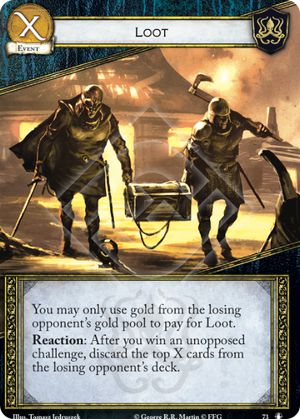 X
Event
Loot
You may only use gold from the losing
opponent's gold pool to pay for Loot.
Reaction: After you win an unopposed
challenge, discard the top X cards from
the losing opponent's deck.
Illus. Tomasz Jedruszek © George R.R. Martin © FFG 71